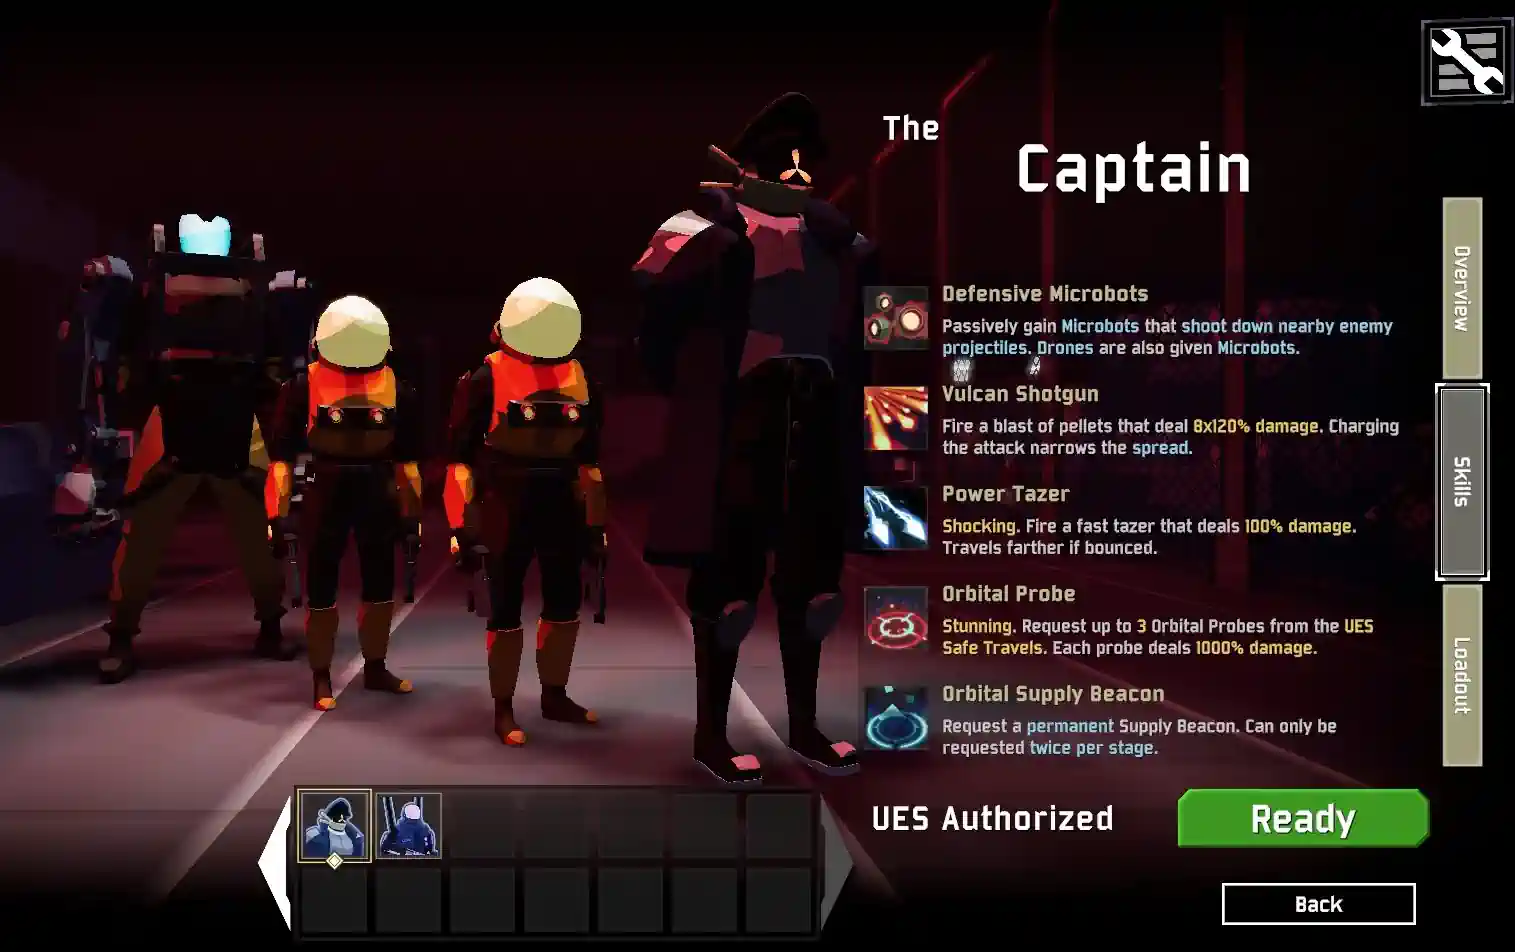 The
Captain
Defensive Microbots
Passively gain Microbots that shoot down nearby enemy
projectiles. Drones are also given Microbots.
Vulcan Shotgun
Fire a blast of pellets that deal 8x120% damage. Charging
the attack narrows the spread.
Power Tazer
Shocking. Fire a fast tazer that deals 100% damage.
Travels farther if bounced.
Orbital Probe
Stunning. Request up to 3 Orbital Probes from the UES
Safe Travels. Each probe deals 1000% damage.
Orbital Supply Beacon
Request a permanent Supply Beacon. Can only be
requested twice per stage.
Overview
Skills
Loadout
UES Authorized
Ready
Back